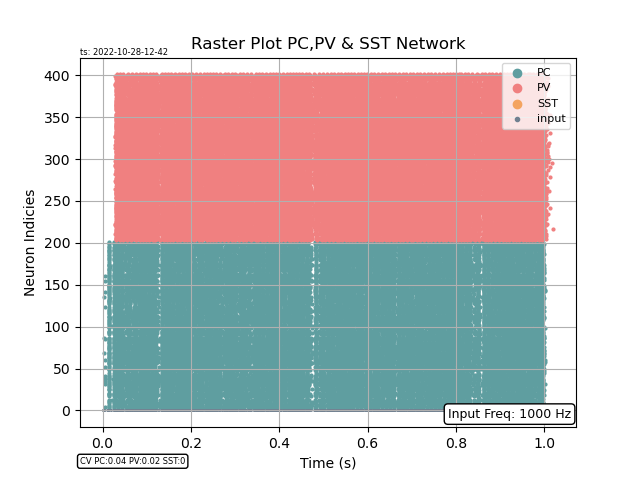 Raster Plot PC,PV & SST Network
ts: 2022-10-28-12-42
PC
PV
SST
input
Neuron Indicies
400
350
300
250
200
150
100
50
0
Input Freq: 1000 Hz
0.0 0.2 0.4 0.6 0.8 1.0
Time (s)
CV PC:0.04 PV:0.02 SST:0